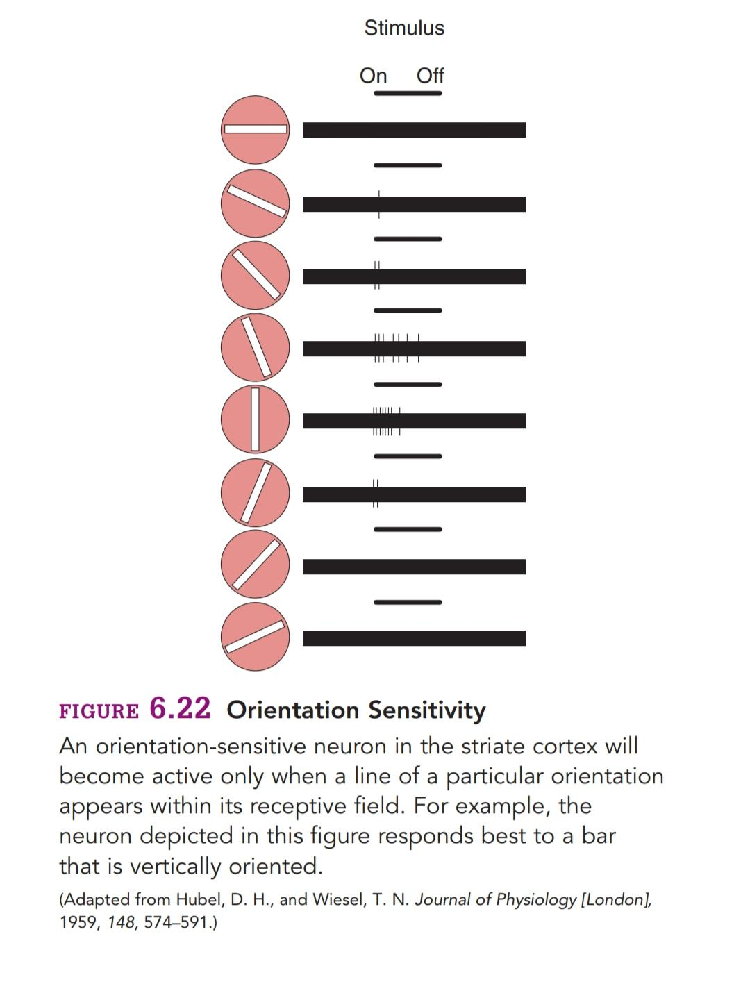 Stimulus
On Off
FIGURE 6.22 Orientation Sensitivity
An orientation-sensitive neuron in the striate cortex will
become active only when a line of a particular orientation
appears within its receptive field. For example, the
neuron depicted in this figure responds best to a bar
that is vertically oriented.
(Adapted from Hubel, D. H., and Wiesel, T. N. Journal of Physiology [London],
1959, 148, 574–591.)